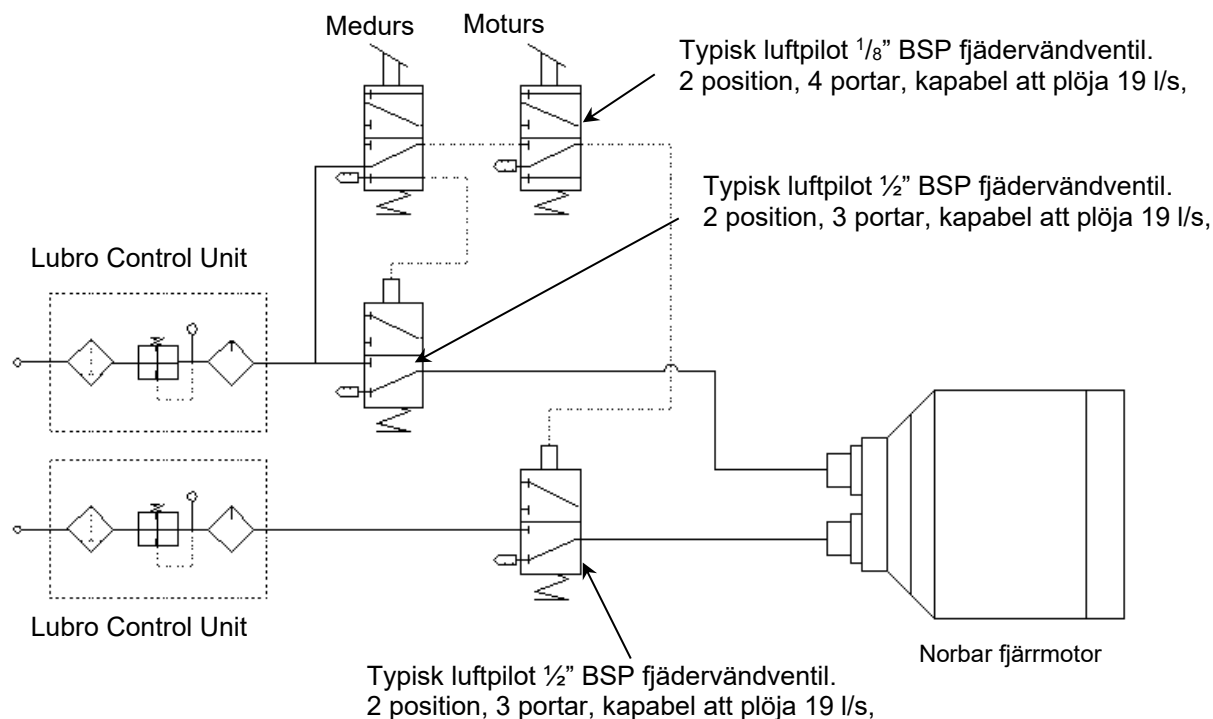 Medurs
Moturs
Typisk luftpilot 1/8” BSP fjädervändventil.
2 position, 4 portar, kapabel att plöja 19 l/s,
Typisk luftpilot ½” BSP fjädervändventil.
2 position, 3 portar, kapabel att plöja 19 l/s,
Lubro Control Unit
Lubro Control Unit
Norbar fjärrmotor
Typisk luftpilot ½” BSP fjädervändventil.
2 position, 3 portar, kapabel att plöja 19 l/s,